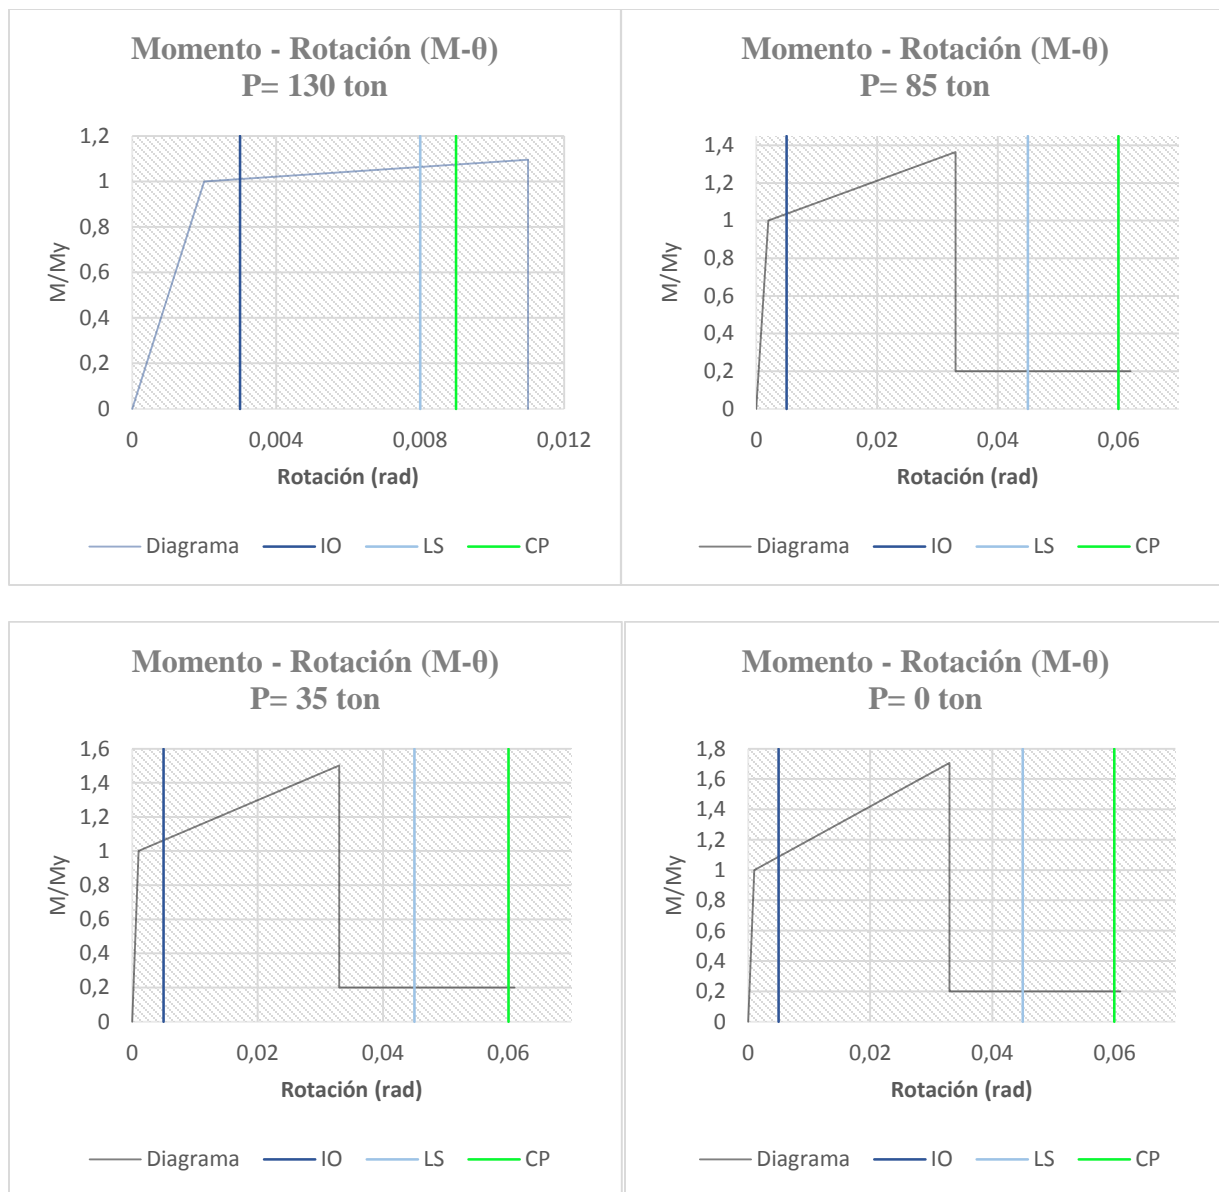 Momento - Rotación (M-θ)
P= 130 ton
1,2
1
0,8
0,6
0,4
0,2
0
M/My
0
0,004
0,008
0,012
Rotación (rad)
Diagrama
IO
LS
CP
Momento - Rotación (M-θ)
P= 85 ton
1,4
1,2
1
0,8
0,6
0,4
0,2
0
M/My
0
0,02
0,04
0,06
Rotación (rad)
Diagrama
IO
LS
CP
Momento - Rotación (M-θ)
P= 35 ton
1,6
1,4
1,2
1
0,8
0,6
0,4
0,2
0
M/My
0
0,02
0,04
0,06
Rotación (rad)
Diagrama
IO
LS
CP
Momento - Rotación (M-θ)
P= 0 ton
1,8
1,6
1,4
1,2
1
0,8
0,6
0,4
0,2
0
M/My
0
0,02
0,04
0,06
Rotación (rad)
Diagrama
IO
LS
CP